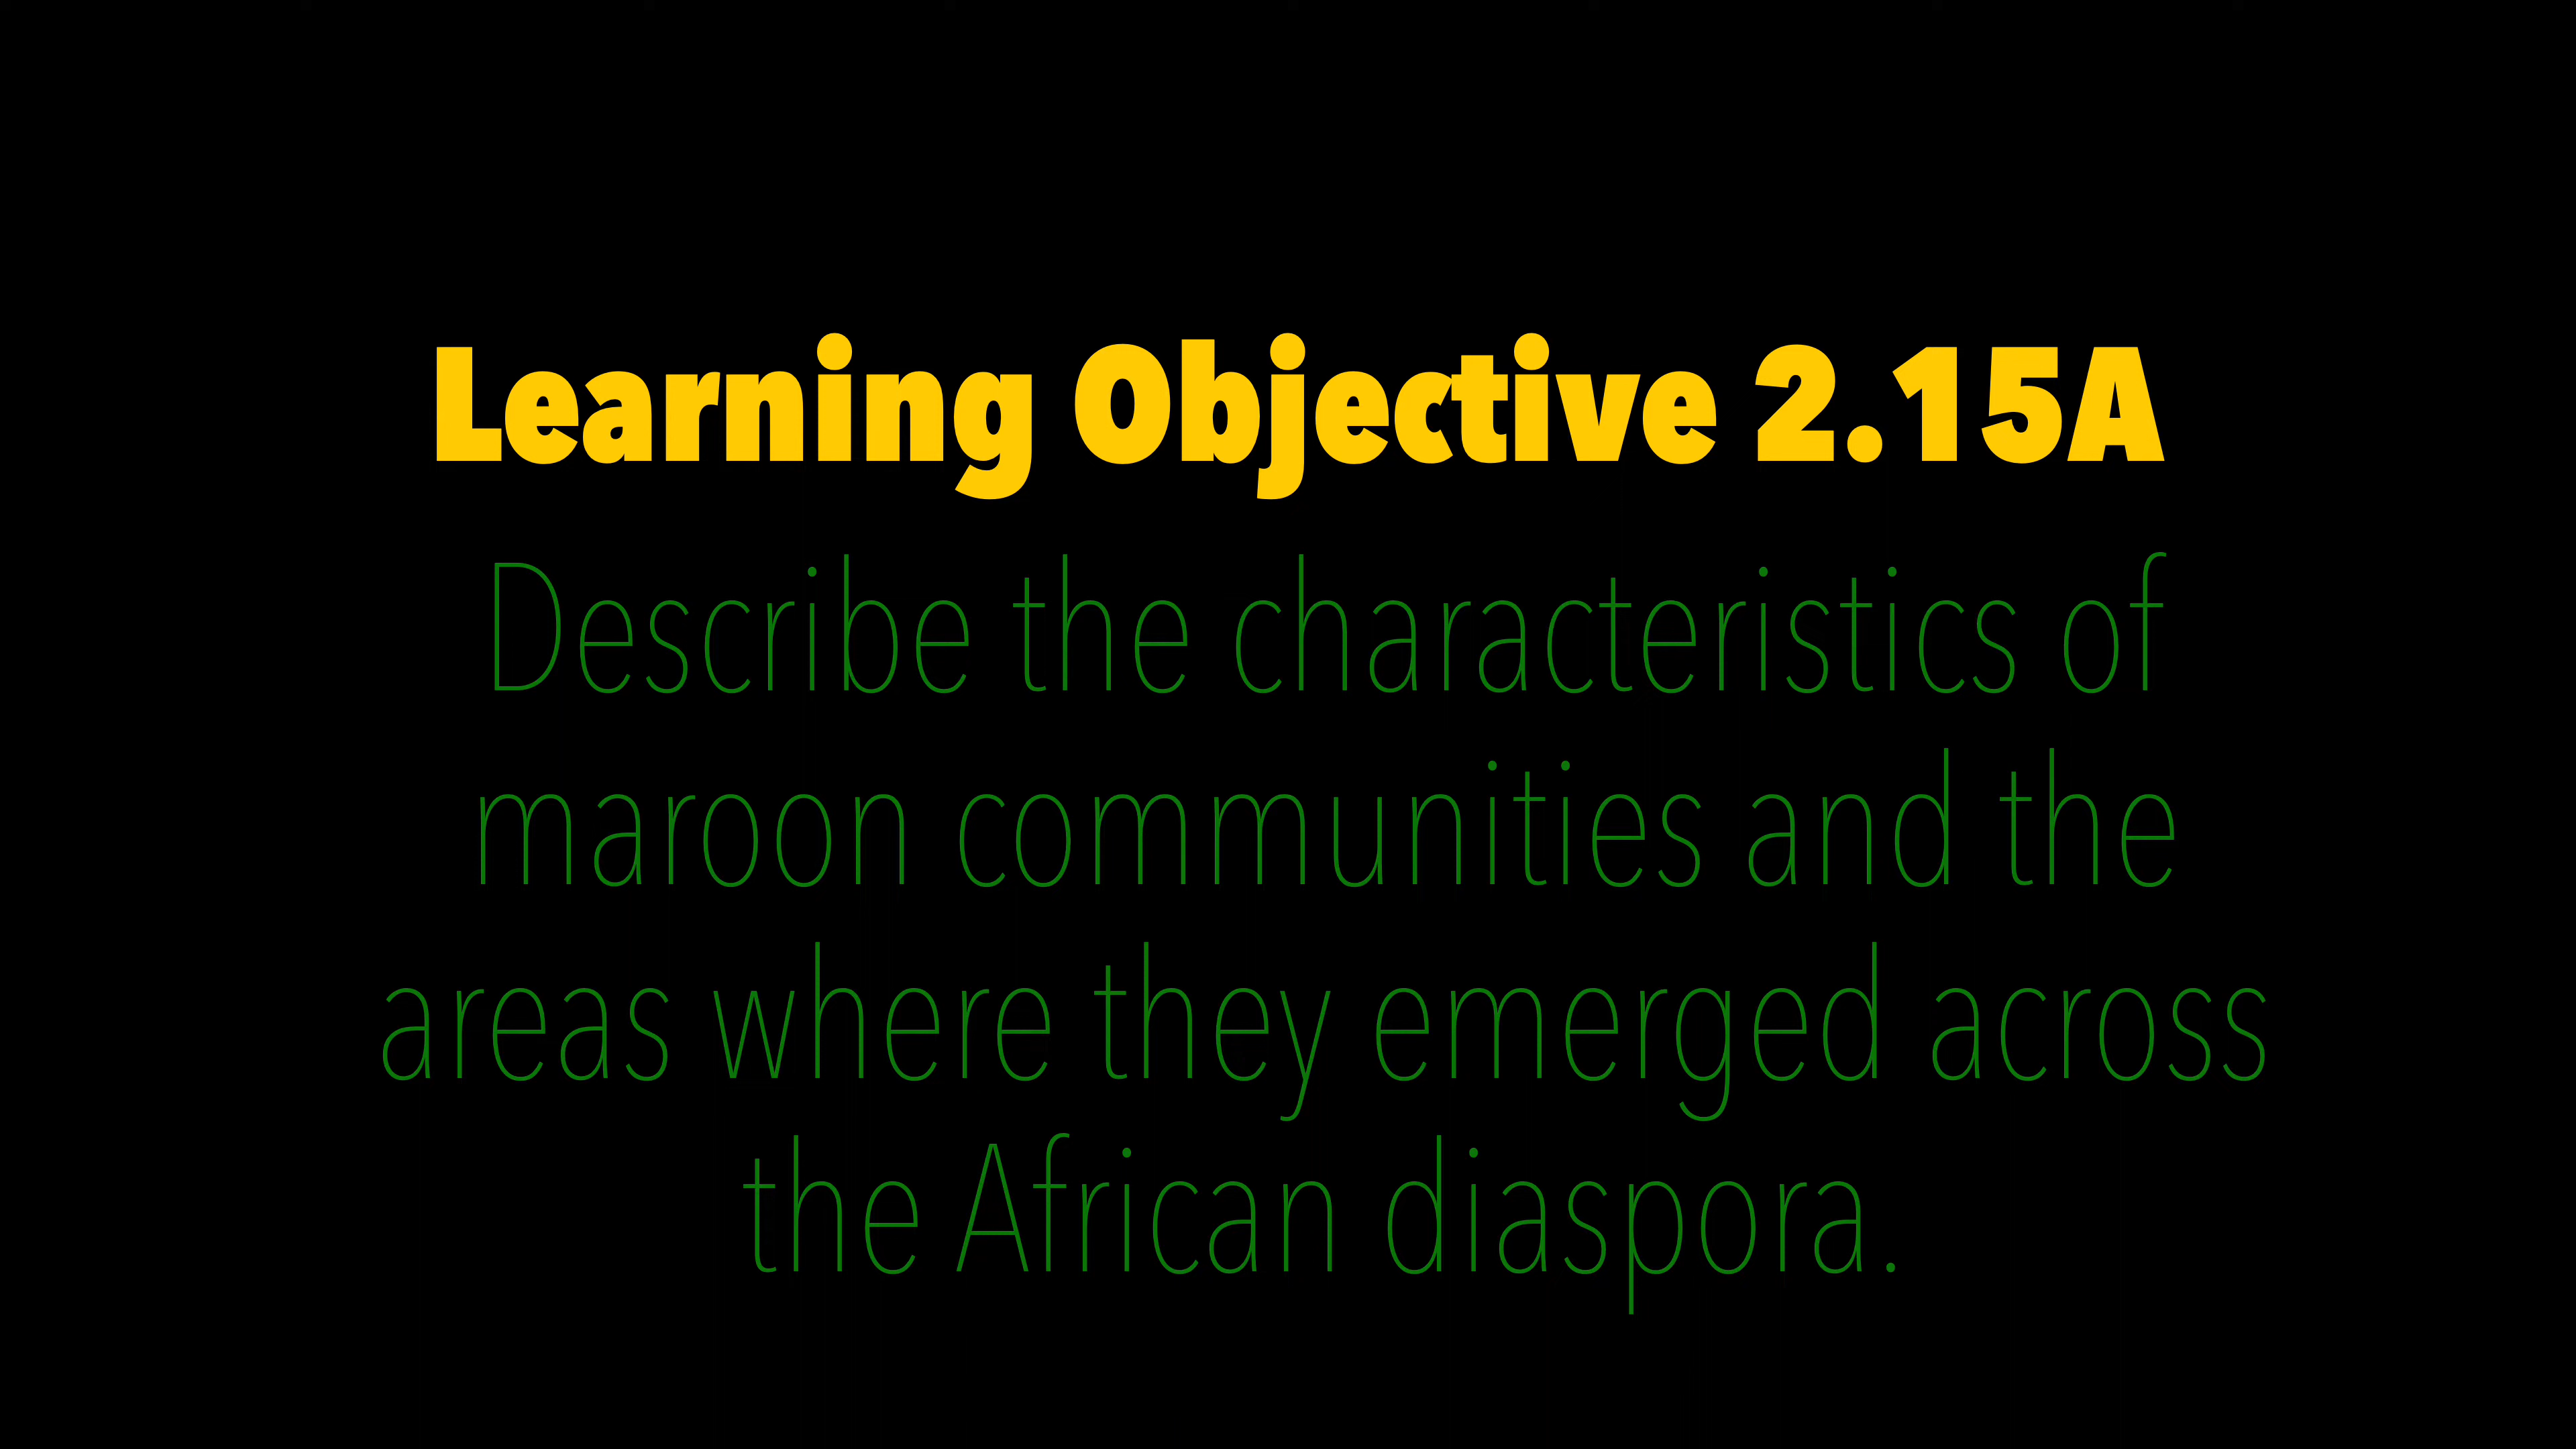 Learning Objective 2.15A
Describe the characteristics of
maroon communities and the
areas where they emerged across
the African diaspora.